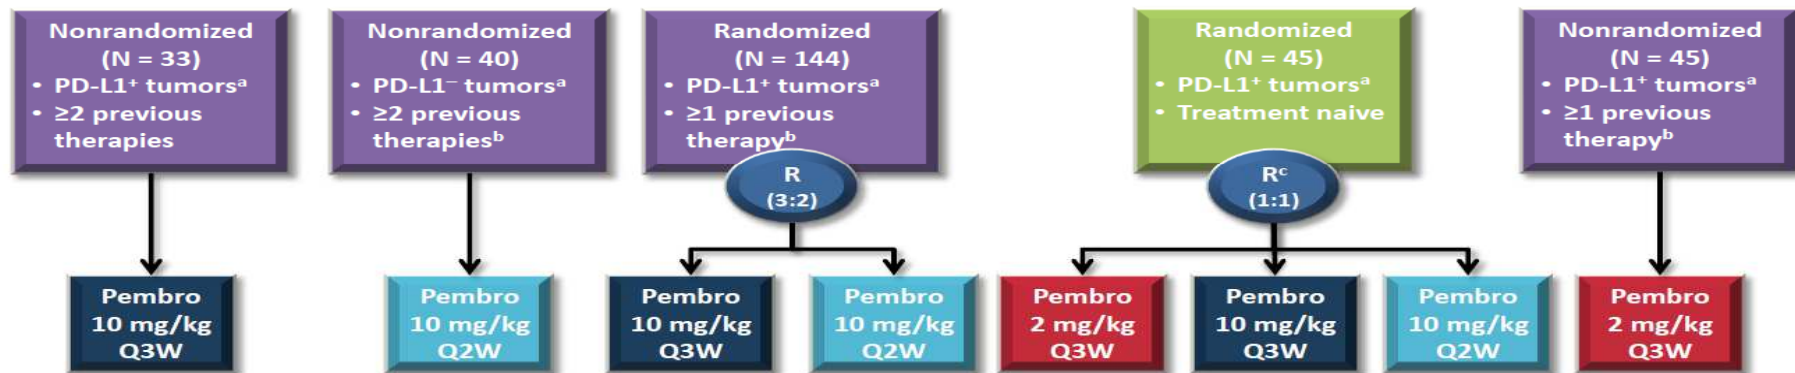 Nonrandomized
(N = 33)
• PD-L1⁺ tumorsᵃ
• ≥2 previous
therapies
Nonrandomized
(N = 40)
• PD-L1⁻ tumorsᵃ
• ≥2 previous
therapiesᵇ
Randomized
(N = 144)
• PD-L1⁺ tumorsᵃ
• ≥1 previous
therapyᵇ
R
(3:2)
Randomized
(N = 45)
• PD-L1⁺ tumorsᵃ
• Treatment naive
Rᶜ
(1:1)
Nonrandomized
(N = 45)
• PD-L1⁺ tumorsᵃ
• ≥1 previous
therapyᵇ
Pembro
10 mg/kg
Q3W
Pembro
10 mg/kg
Q2W
Pembro
10 mg/kg
Q3W
Pembro
10 mg/kg
Q2W
Pembro
2 mg/kg
Q3W
Pembro
10 mg/kg
Q3W
Pembro
10 mg/kg
Q2W
Pembro
2 mg/kg
Q3W